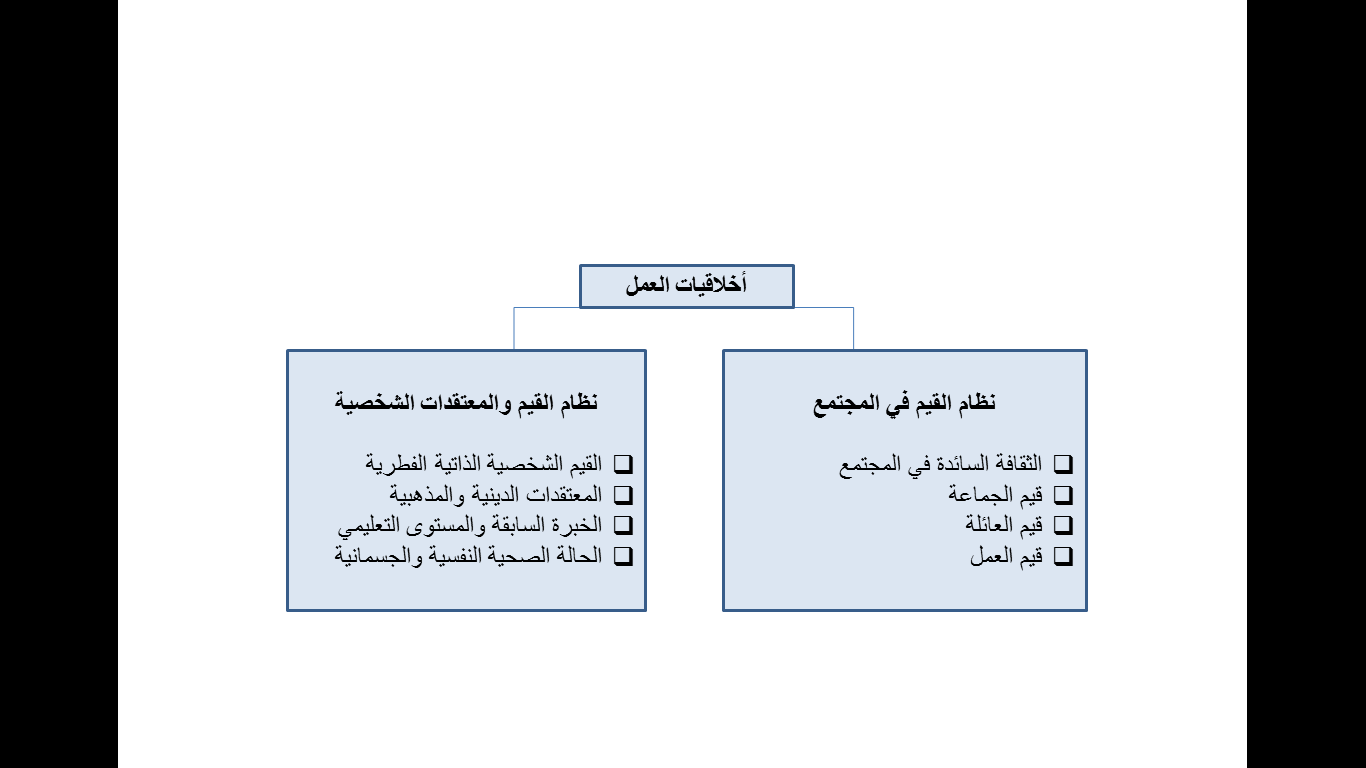 أخلاقيات العمل
نظام القيم في المجتمع
❑ الثقافة السائدة في المجتمع
❑ قيم الجماعة
❑ قيم العائلة
❑ قيم العمل
نظام القيم والمعتقدات الشخصية
❑ القيم الشخصية الذاتية الفطرية
❑ المعتقدات الدينية والمذهبية
❑ الخبرة السابقة والمستوى التعليمي
❑ الحالة الصحية النفسية والجسمانية